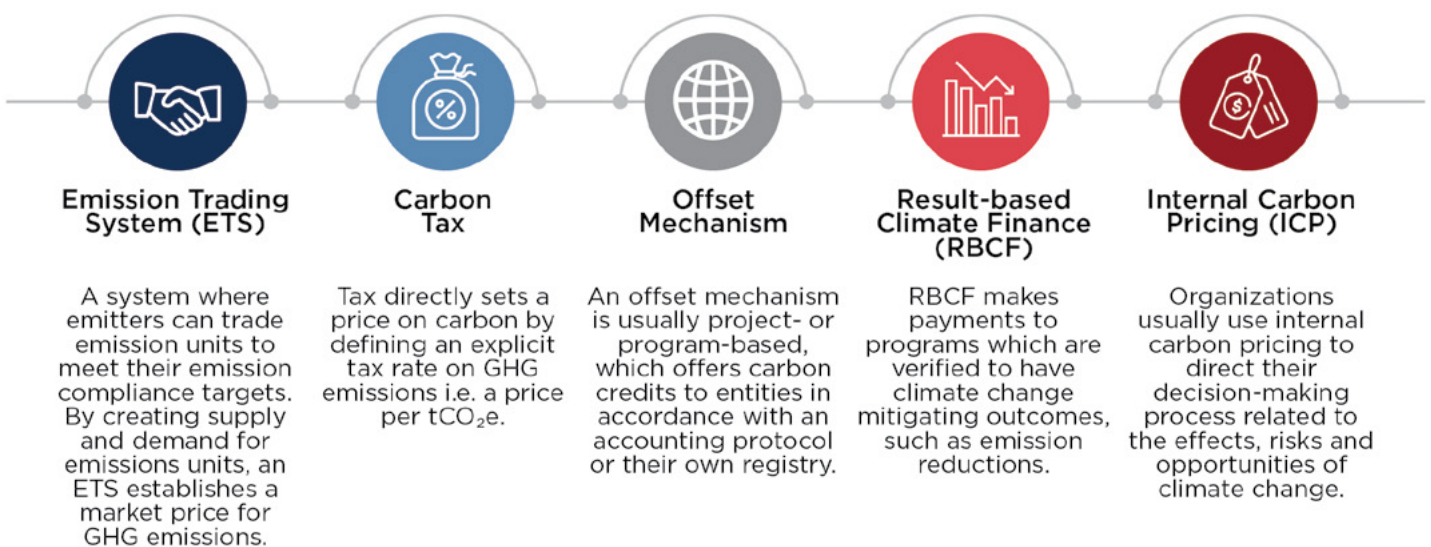 Emission Trading
System (ETS)
A system where
emitters can trade
emission units to
meet their emission
compliance targets.
By creating supply
and demand for
emissions units, an
ETS establishes a
market price for
GHG emissions.
%
Carbon
Tax
Tax directly sets a
price on carbon by
defining an explicit
tax rate on GHG
emissions i.e. a price
per tCO₂e.
Offset
Mechanism
An offset mechanism
is usually project- or
program-based,
which offers carbon
credits to entities in
accordance with an
accounting protocol
or their own registry.
Result-based
Climate Finance
(RBCF)
RBCF makes
payments to
programs which are
verified to have
climate change
mitigating outcomes,
such as emission
reductions.
$
Internal Carbon
Pricing (ICP)
Organizations
usually use internal
carbon pricing to
direct their
decision-making
process related to
the effects, risks and
opportunities of
climate change.